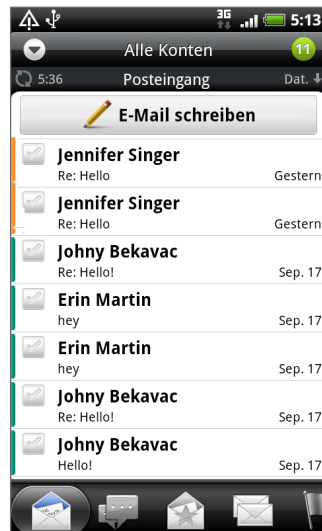 3G 5:13
Alle Konten 11
5:36 Posteingang Dat.
E-Mail schreiben
Jennifer Singer
Re: Hello Gestern
Jennifer Singer
Re: Hello Gestern
Johny Bekavac
Re: Hello! Sep. 17
Erin Martin
hey Sep. 17
Erin Martin
hey Sep. 17
Johny Bekavac
Re: Hello! Sep. 17
Johny Bekavac
Hello! Sep. 17